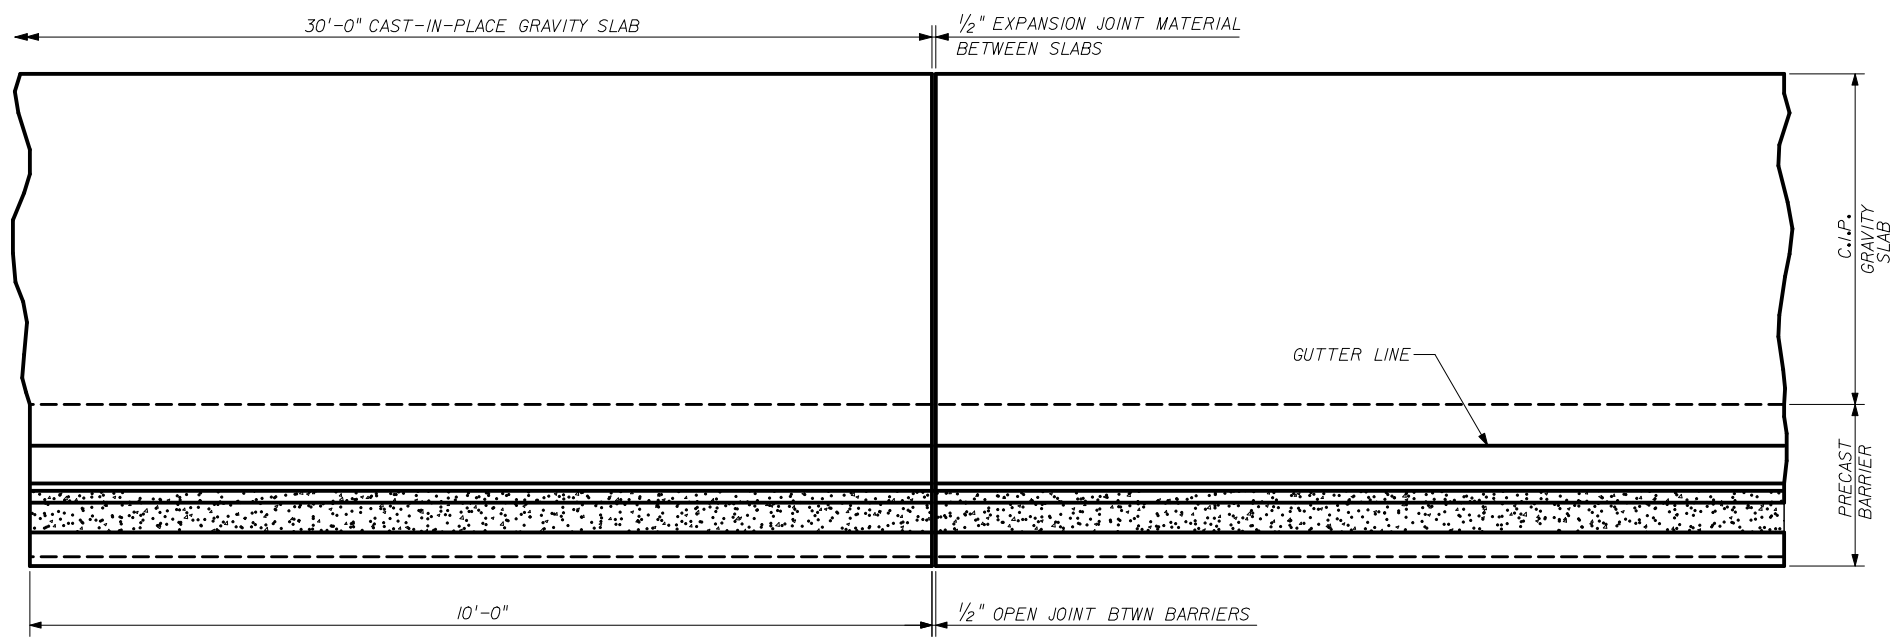 30'-0" CAST-IN-PLACE GRAVITY SLAB
½" EXPANSION JOINT MATERIAL
BETWEEN SLABS
C.I.P.
GRAVITY
SLAB
GUTTER LINE
PRECAST
BARRIER
10'-0"
½" OPEN JOINT BTWN BARRIERS